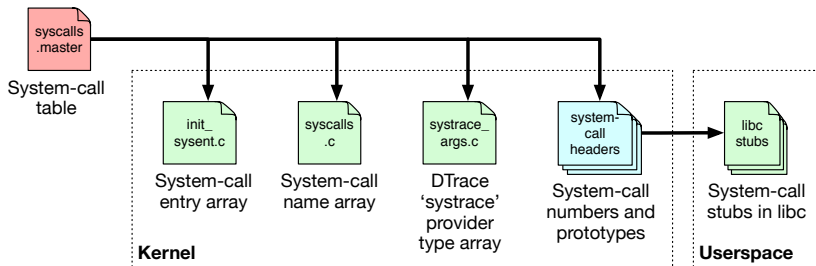 syscalls
.master
System-call
table
init_
sysent.c
System-call
entry array
syscalls
.c
System-call
name array
systrace_
args.c
DTrace
‘systrace’
provider
type array
system-
call
headers
System-call
numbers and
prototypes
libc
stubs
System-call
stubs in libc
Kernel
Userspace